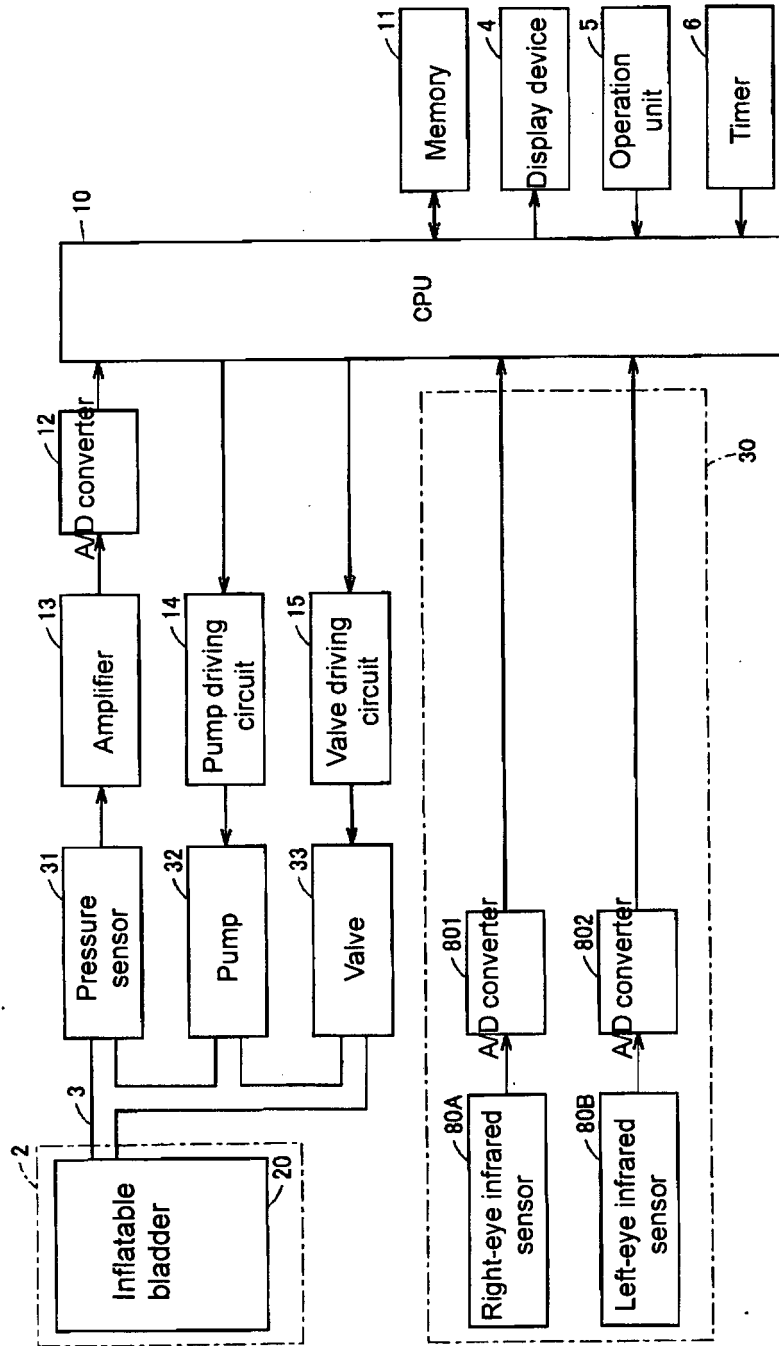 2
Inflatable
bladder
20
3
31
Pressure
sensor
13
Amplifier
12
A/D converter
32
Pump
14
Pump driving
circuit
33
Valve
15
Valve driving
circuit
10
CPU
11
Memory
4
Display device
5
Operation
unit
6
Timer
80A
Right-eye infrared
sensor
801
A/D converter
80B
Left-eye infrared
sensor
802
A/D converter
30